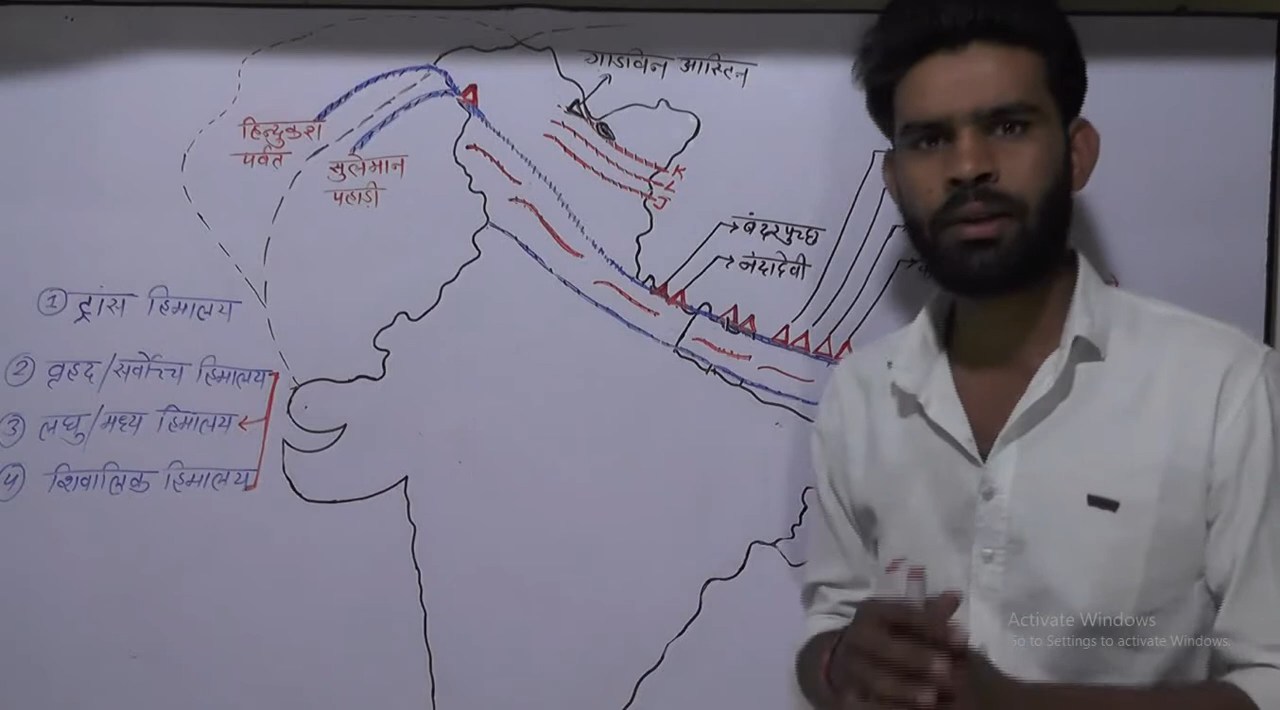 गाडविन आस्टिन
हिन्दुकुश
पर्वत
सुलेमान
पहाड़ी
K
L
J
बंदरपुच्छ
नंदादेवी
① ट्रांस हिमालय
② वृहद/सर्वोच्च हिमालय
③ लघु/मध्य हिमालय
④ शिवालिक हिमालय
Activate Windows
Go to Settings to activate Windows.